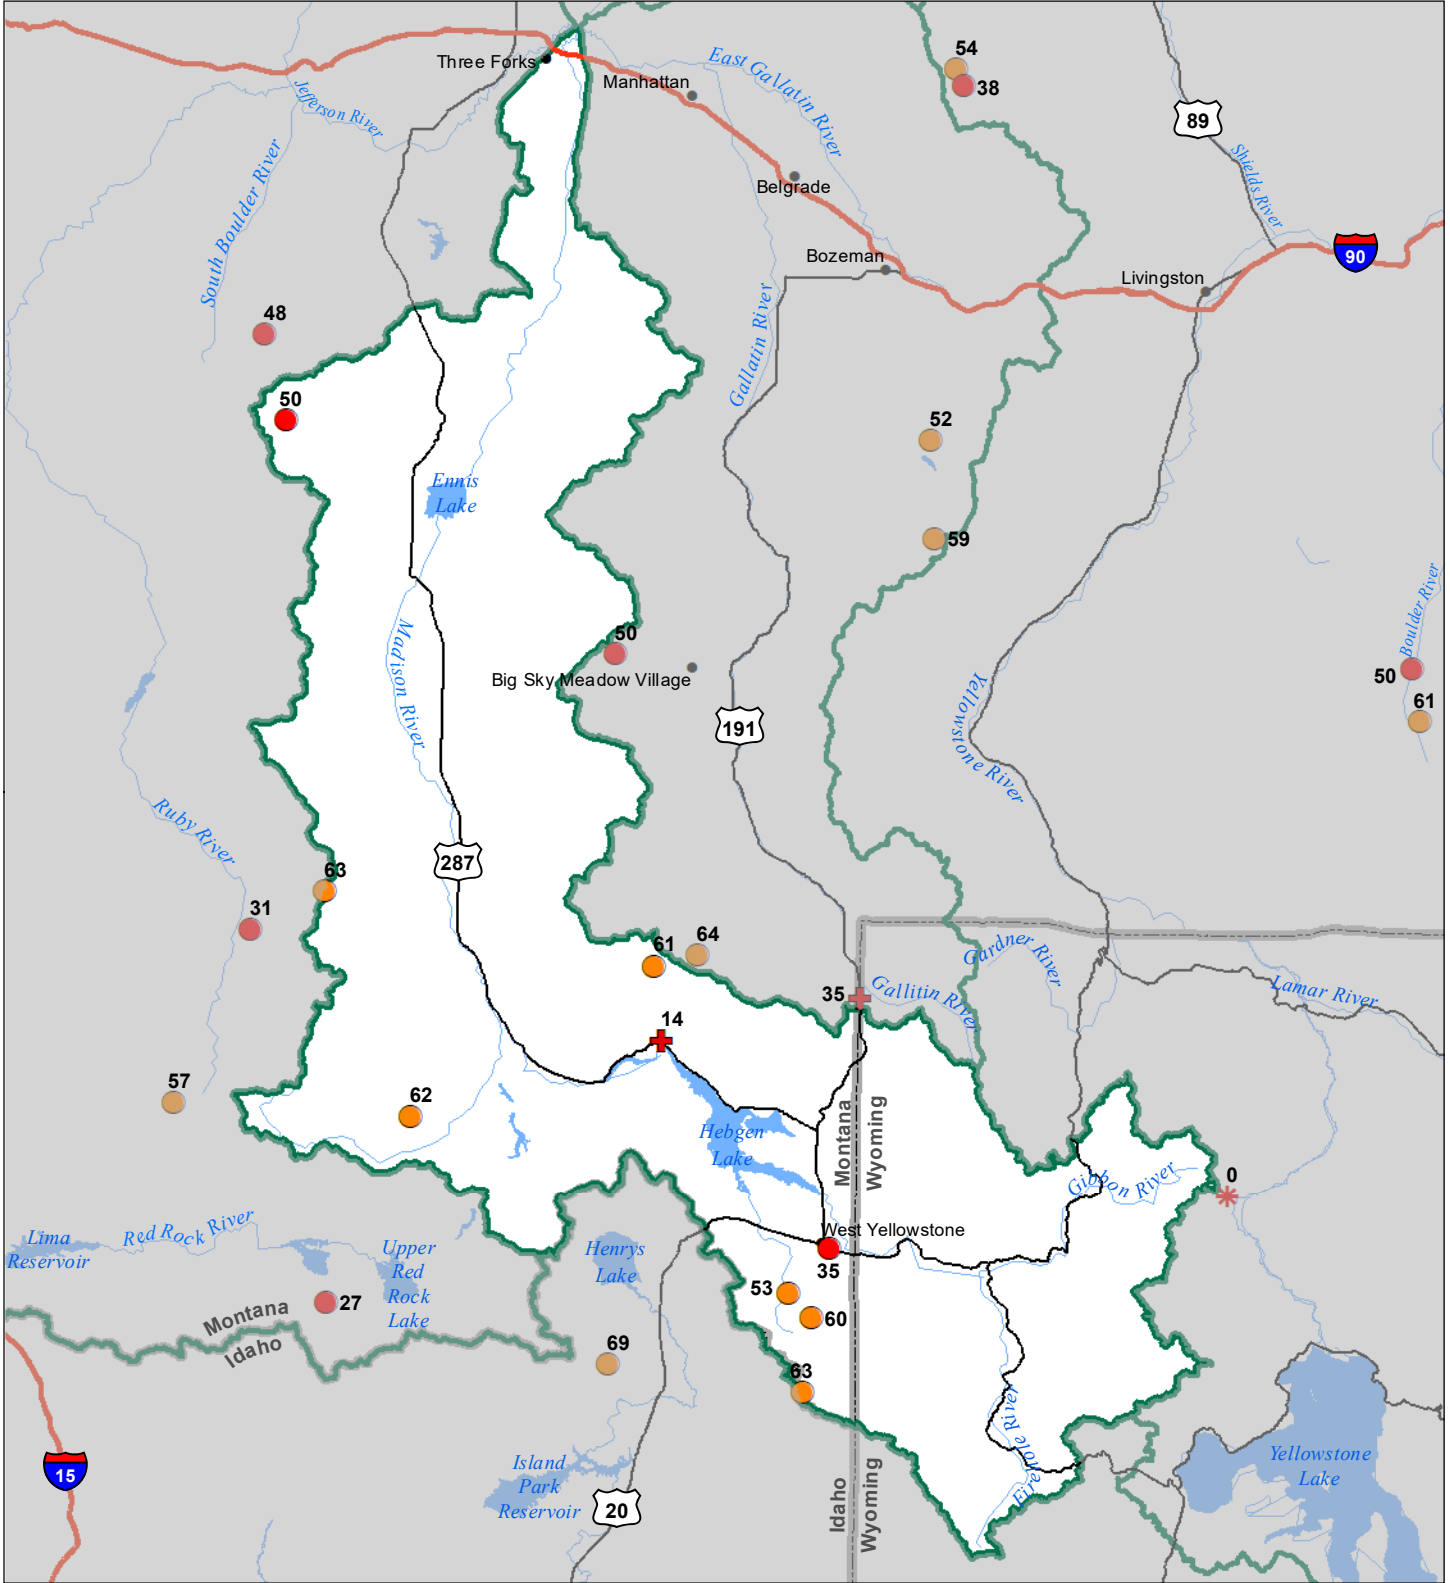 Three Forks
Manhattan
East Gallatin River
54
38
89
Jefferson River
South Boulder River
Shields River
Belgrade
Bozeman
Livingston
90
Gallatin River
48
50
52
Ennis
Lake
59
Madison River
50
Big Sky Meadow Village
191
Boulder River
50
61
Yellowstone River
Ruby River
287
63
31
61
64
Gardner River
35
Gallitin River
Lamar River
14
57
62
Hebgen
Lake
Montana
Wyoming
Gibbon River
0
West Yellowstone
35
Lima
Reservoir
Red Rock River
Upper
Red
Rock
Lake
Henrys
Lake
53
60
27
Montana
Idaho
69
63
Firehole River
15
Island
Park
Reservoir
20
Idaho
Wyoming
Yellowstone
Lake